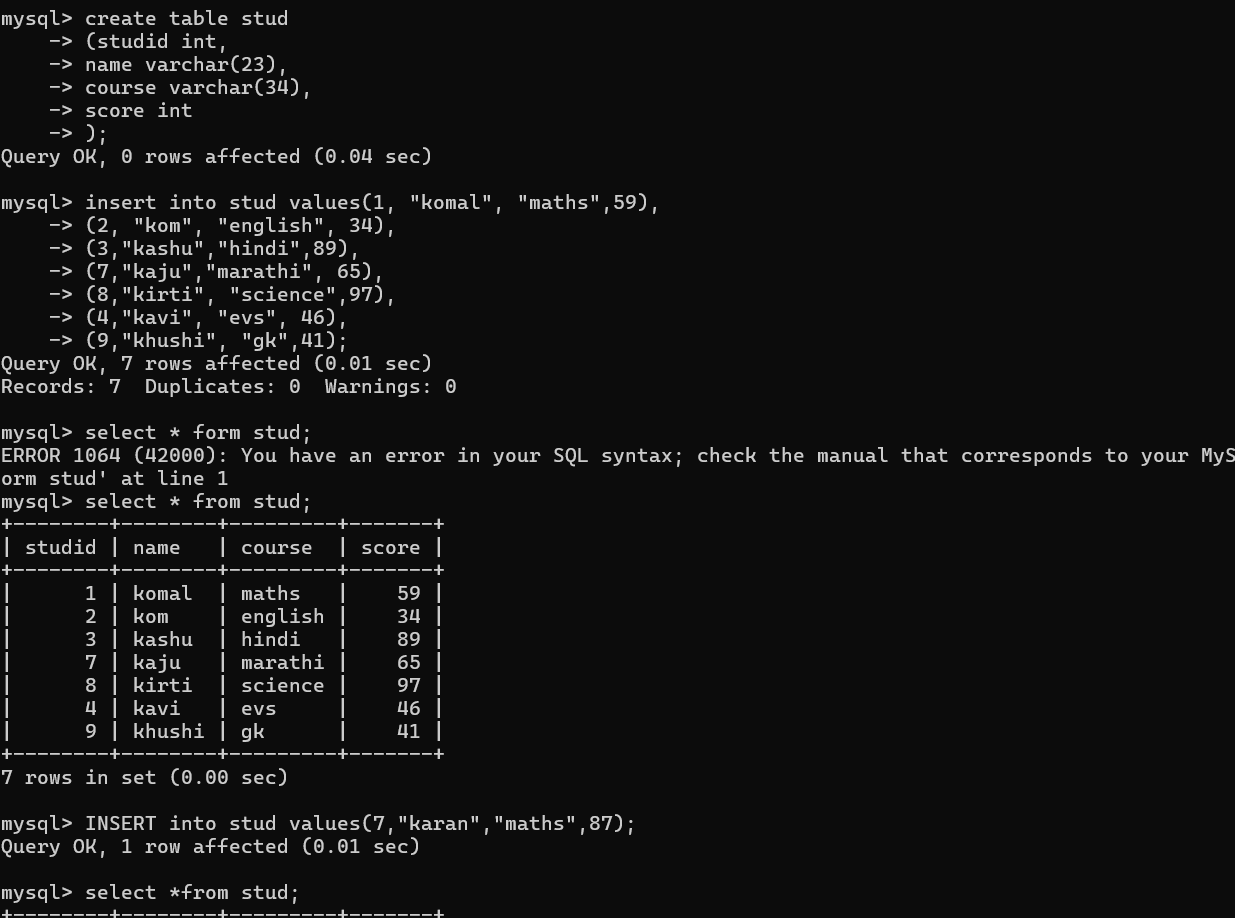 mysql> create table stud
    -> (studid int,
    -> name varchar(23),
    -> course varchar(34),
    -> score int
    -> );
Query OK, 0 rows affected (0.04 sec)

mysql> insert into stud values(1, "komal", "maths",59),
    -> (2, "kom", "english", 34),
    -> (3,"kashu","hindi",89),
    -> (7,"kaju","marathi", 65),
    -> (8,"kirti", "science",97),
    -> (4,"kavi", "evs", 46),
    -> (9,"khushi", "gk",41);
Query OK, 7 rows affected (0.01 sec)
Records: 7  Duplicates: 0  Warnings: 0

mysql> select * form stud;
ERROR 1064 (42000): You have an error in your SQL syntax; check the manual that corresponds to your MyS
orm stud' at line 1
mysql> select * from stud;
+--------+--------+---------+-------+
| studid | name   | course  | score |
+--------+--------+---------+-------+
|      1 | komal  | maths   |    59 |
|      2 | kom    | english |    34 |
|      3 | kashu  | hindi   |    89 |
|      7 | kaju   | marathi |    65 |
|      8 | kirti  | science |    97 |
|      4 | kavi   | evs     |    46 |
|      9 | khushi | gk      |    41 |
+--------+--------+---------+-------+
7 rows in set (0.00 sec)

mysql> INSERT into stud values(7,"karan","maths",87);
Query OK, 1 row affected (0.01 sec)

mysql> select *from stud;
+--------+--------+---------+-------+